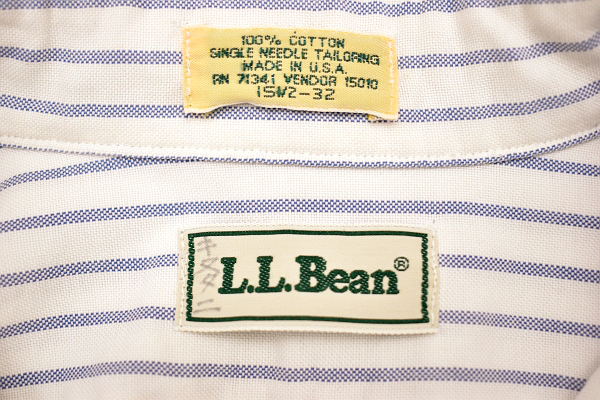 100% COTTON
SINGLE NEEDLE TAILORING
MADE IN U.S.A.
RN 71341 VENDOR 15010
15½-32
L.L.Bean®